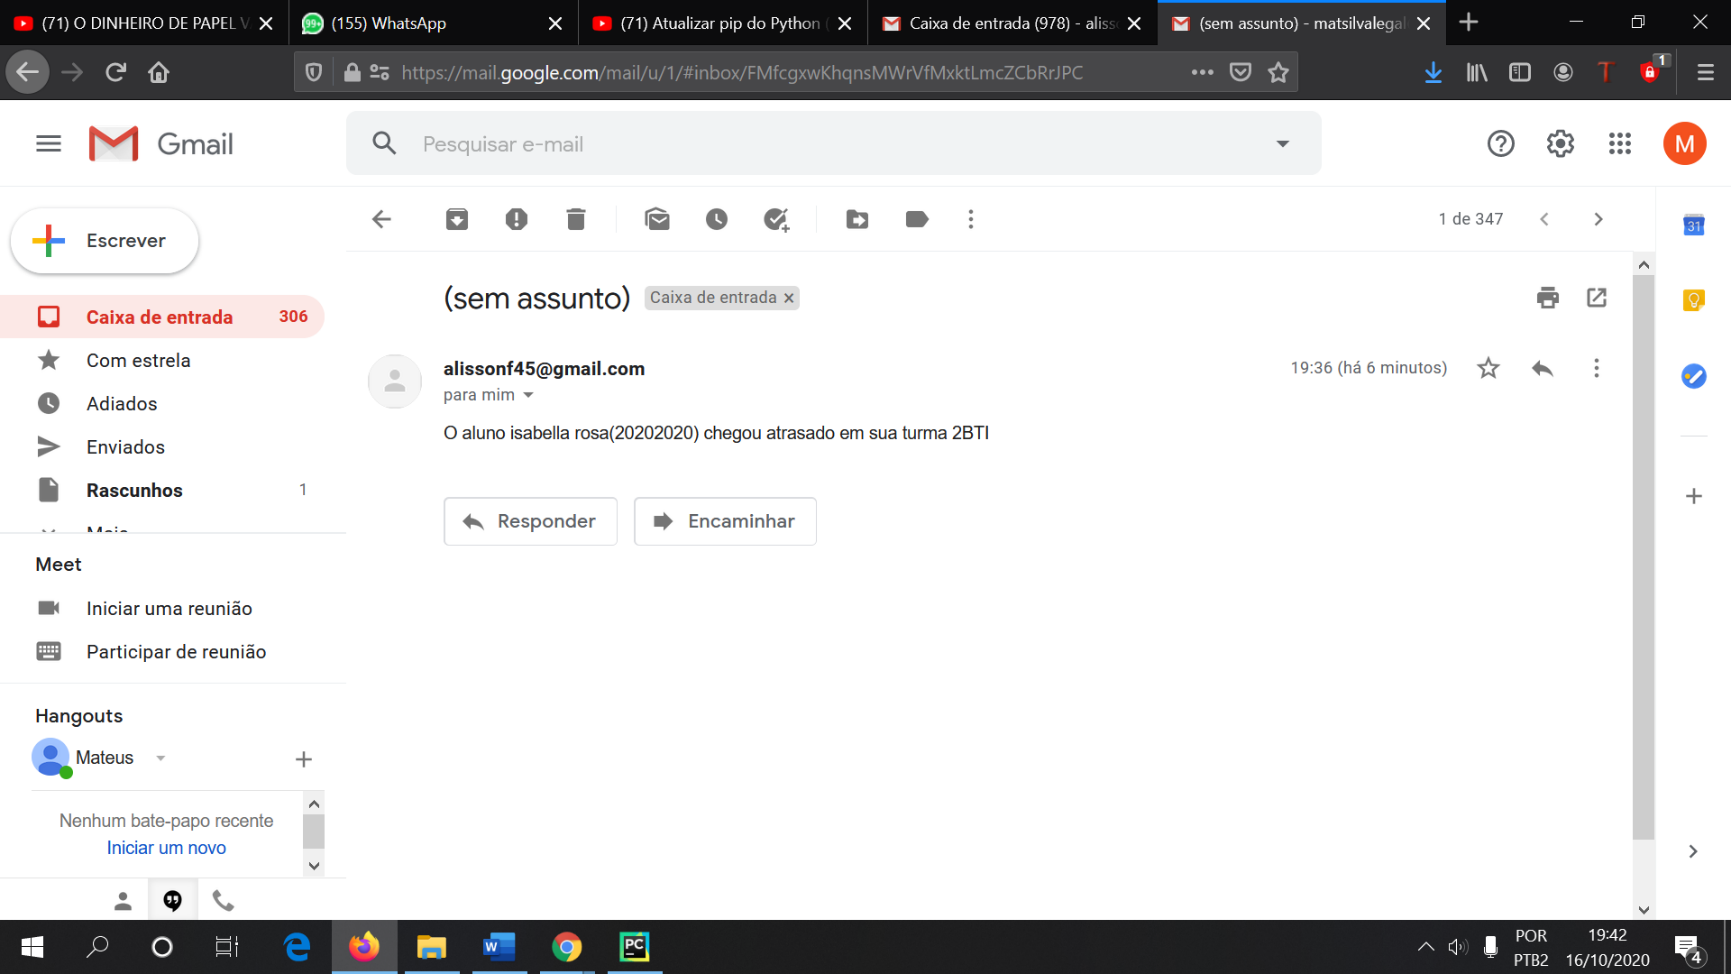 (71) O DINHEIRO DE PAPEL V
(155) WhatsApp
(71) Atualizar pip do Python (
Caixa de entrada (978) - aliss
(sem assunto) - matsilvalegal
https://mail.google.com/mail/u/1/#inbox/FMfcgxwKhqnsMWrVfMxktLmcZCbRrJPC
1
Gmail
Pesquisar e-mail
M
Escrever
1 de 347
31
Caixa de entrada 306
Com estrela
Adiados
Enviados
Rascunhos 1
Mais
(sem assunto)
Caixa de entrada ×
alissonf45@gmail.com
19:36 (há 6 minutos)
para mim
O aluno isabella rosa(20202020) chegou atrasado em sua turma 2BTI
Responder
Encaminhar
Meet
Iniciar uma reunião
Participar de reunião
Hangouts
Mateus
Nenhum bate-papo recente
Iniciar um novo
W
PC
POR
PTB2
19:42
16/10/2020
4